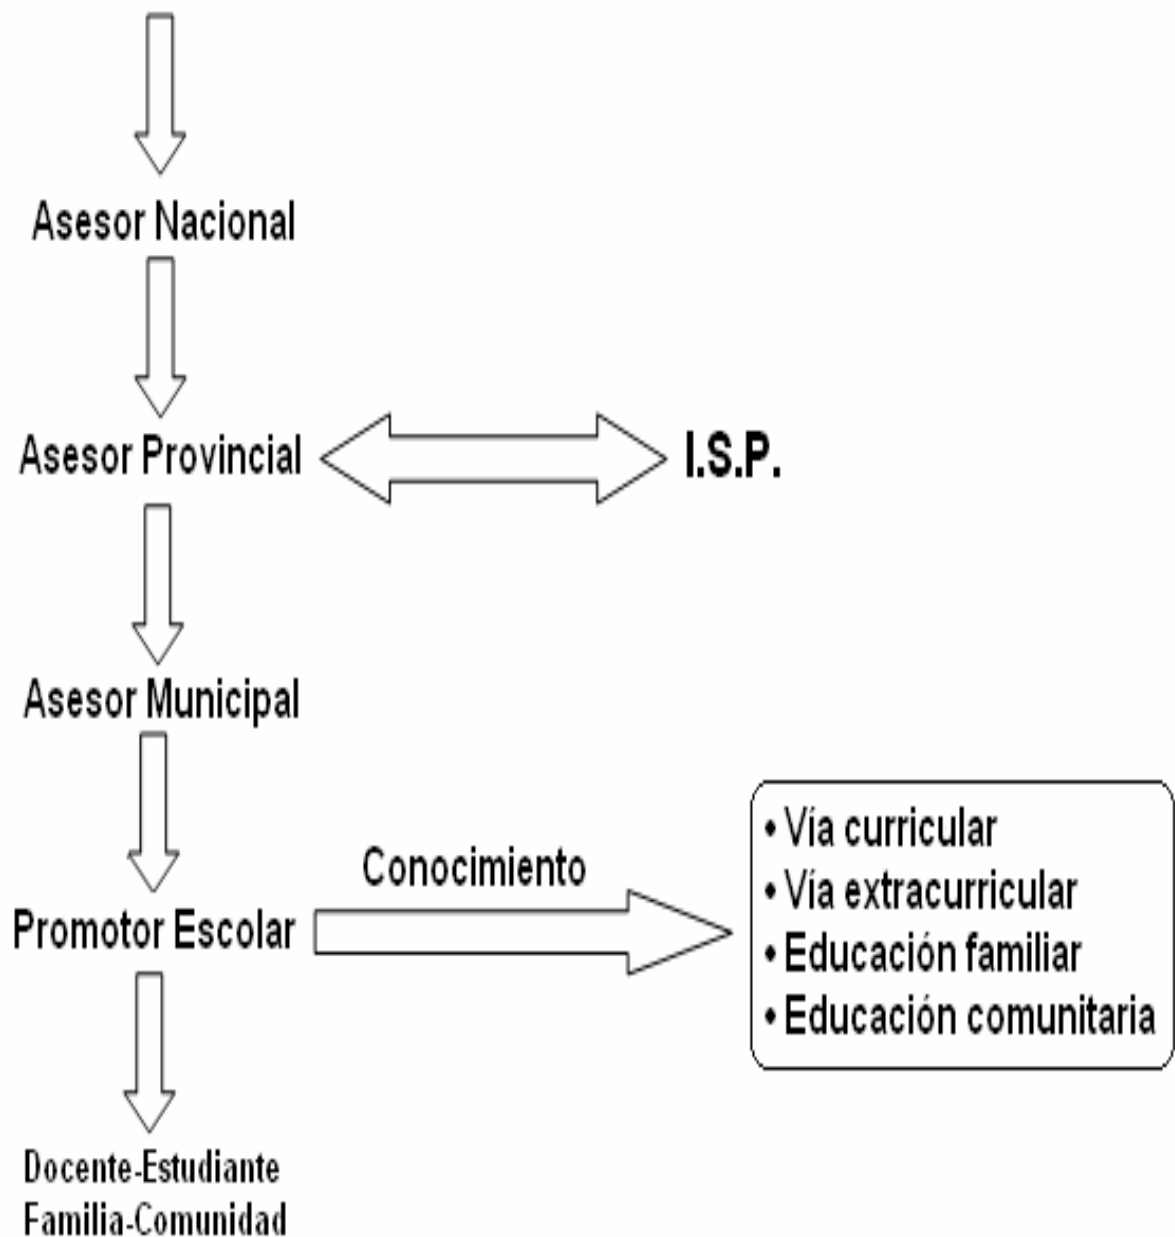 Asesor Nacional
Asesor Provincial
I.S.P.
Asesor Municipal
Conocimiento
Promotor Escolar
• Vía curricular
• Vía extracurricular
• Educación familiar
• Educación comunitaria
Docente-Estudiante
Familia-Comunidad